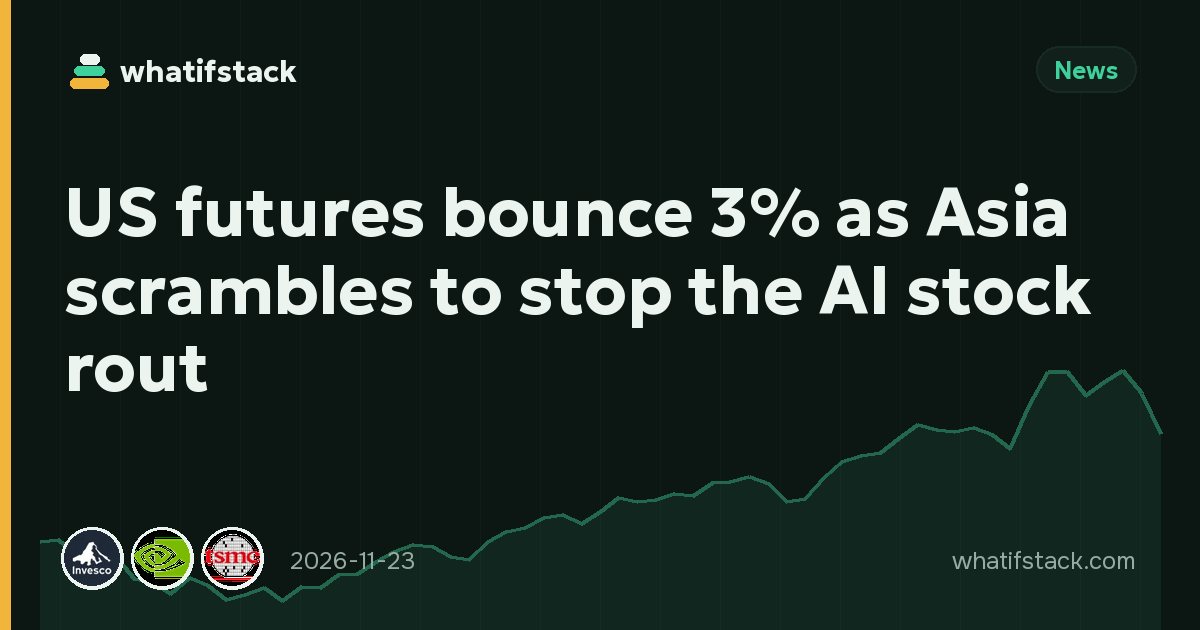 whatifstack
News
US futures bounce 3% as Asia
scrambles to stop the AI stock
rout
Invesco
tsmc
2026-11-23
whatifstack.com